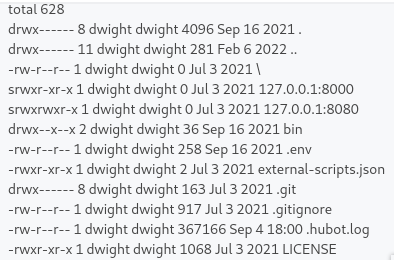 total 628
drwx------ 8 dwight dwight 4096 Sep 16 2021 .
drwx------ 11 dwight dwight 281 Feb 6 2022 ..
-rw-r--r-- 1 dwight dwight 0 Jul 3 2021 \
srwxr-xr-x 1 dwight dwight 0 Jul 3 2021 127.0.0.1:8000
srwxrwxr-x 1 dwight dwight 0 Jul 3 2021 127.0.0.1:8080
drwx--x--x 2 dwight dwight 36 Sep 16 2021 bin
-rw-r--r-- 1 dwight dwight 258 Sep 16 2021 .env
-rwxr-xr-x 1 dwight dwight 2 Jul 3 2021 external-scripts.json
drwx------ 8 dwight dwight 163 Jul 3 2021 .git
-rw-r--r-- 1 dwight dwight 917 Jul 3 2021 .gitignore
-rw-r--r-- 1 dwight dwight 367166 Sep 4 18:00 .hubot.log
-rwxr-xr-x 1 dwight dwight 1068 Jul 3 2021 LICENSE